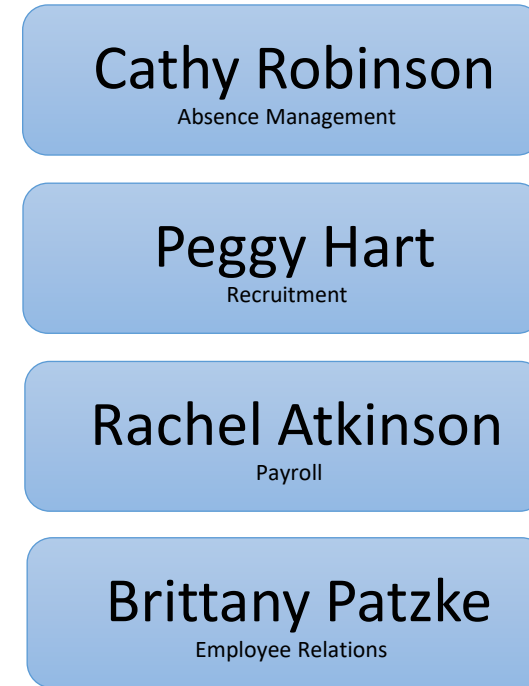 Cathy Robinson
Absence Management
Peggy Hart
Recruitment
Rachel Atkinson
Payroll
Brittany Patzke
Employee Relations